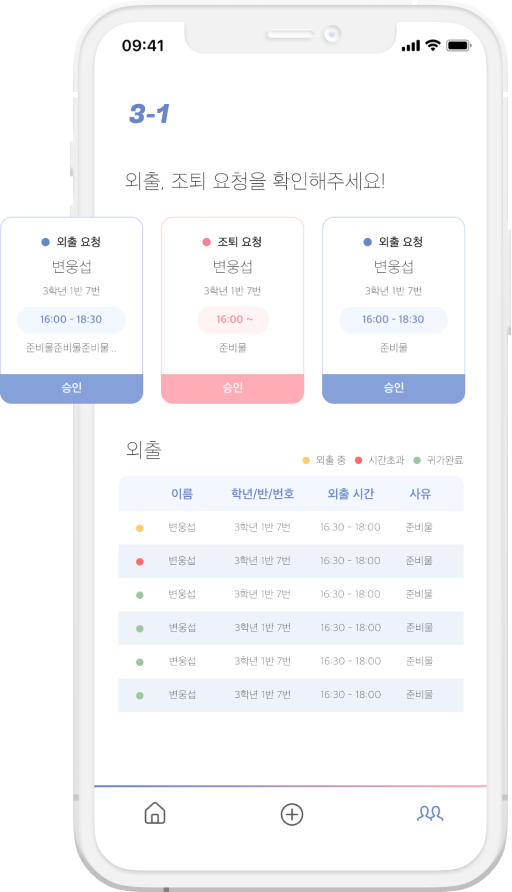 09:41
3-1
외출, 조퇴 요청을 확인해주세요!
외출 요청
변웅섭
3학년 1반 7번
16:00 - 18:30
준비물준비물준비물 ..
승인
조퇴 요청
변웅섭
3학년 1반 7번
16:00 ~
준비물
승인
외출 요청
변웅섭
3학년 1반 7번
16:00 - 18:30
준비물
승인
외출
외출 중 시간초과 귀가완료
이름 학년/반/번호 외출 시간 사유
변웅섭 3학년 1반 7번 16:30 - 18:00 준비물
변웅섭 3학년 1반 7번 16:30 - 18:00 준비물
변웅섭 3학년 1반 7번 16:30 - 18:00 준비물
변웅섭 3학년 1반 7번 16:30 - 18:00 준비물
변웅섭 3학년 1반 7번 16:30 - 18:00 준비물
변웅섭 3학년 1반 7번 16:30 - 18:00 준비물